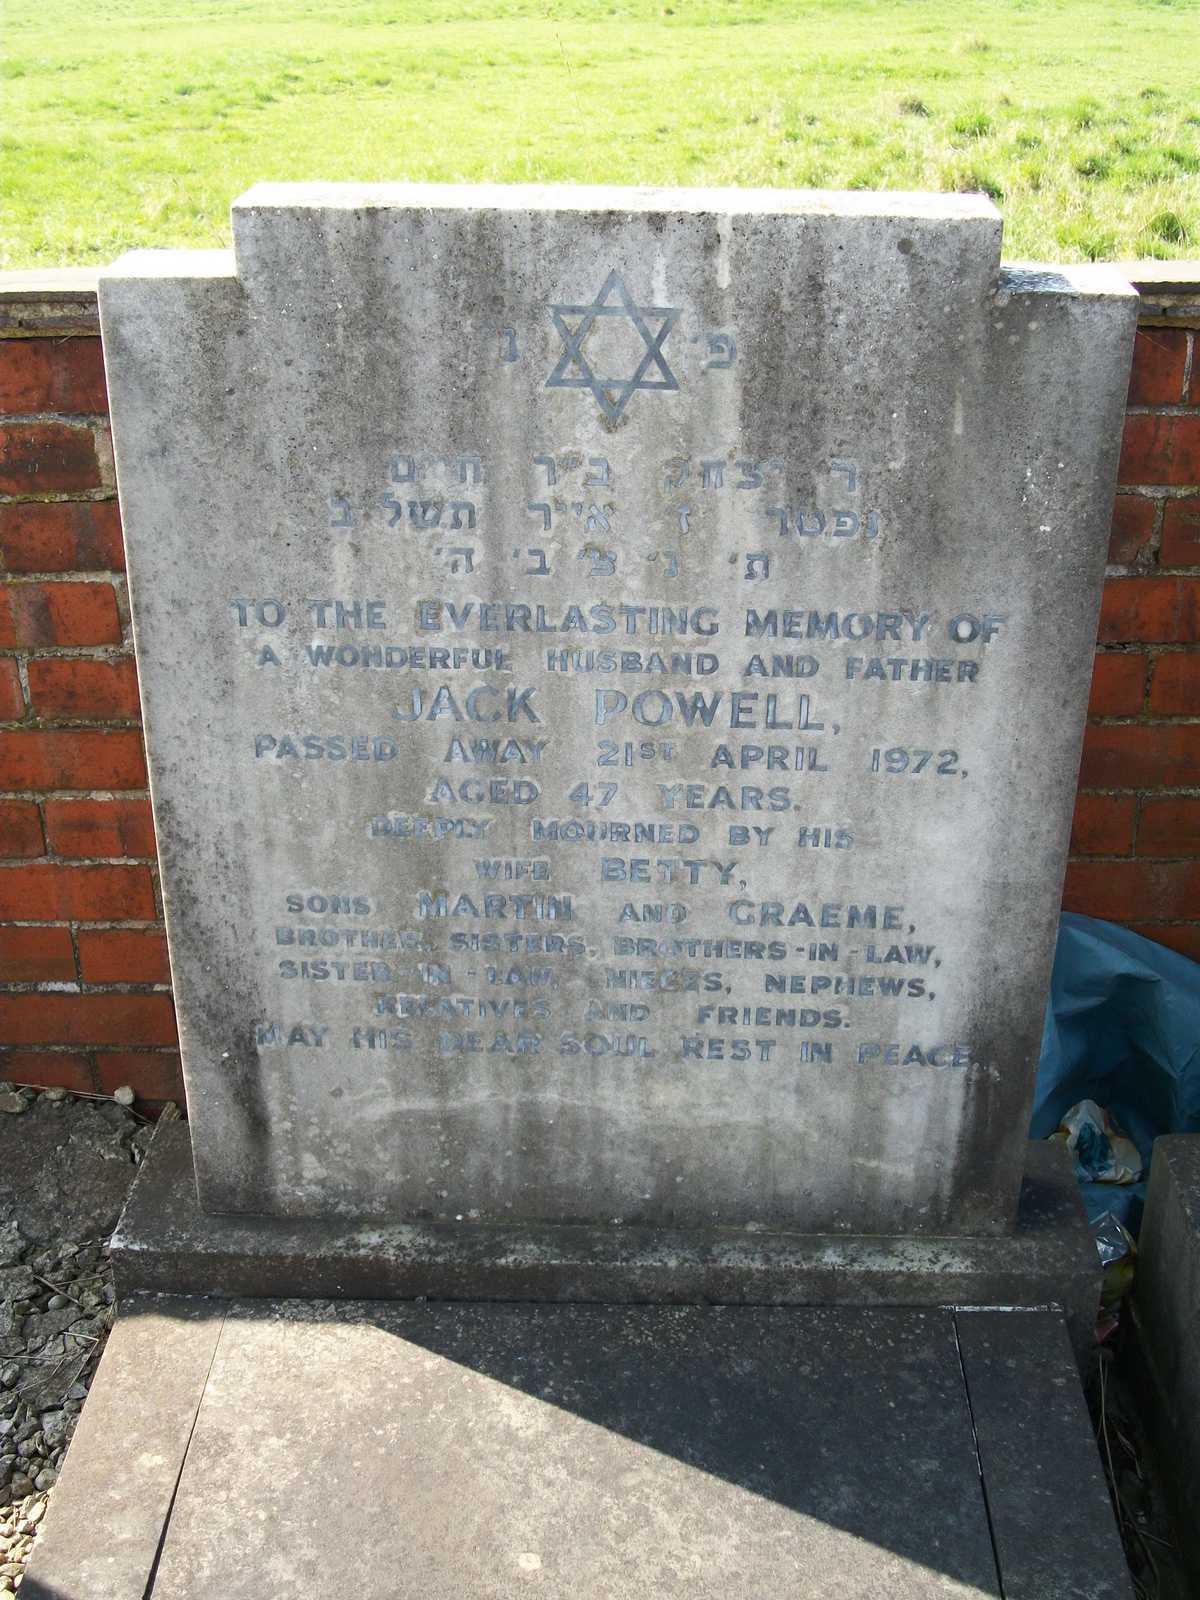 פ' נ
ר יצחק ב"ר חיים
נפטר ז אייר תשל ב
ת' נ' צ' ב' ה'
TO THE EVERLASTING MEMORY OF
A WONDERFUL HUSBAND AND FATHER
JACK POWELL,
PASSED AWAY 21ST APRIL 1972,
AGED 47 YEARS.
DEEPLY MOURNED BY HIS
WIFE BETTY,
SONS MARTIN AND GRAEME,
BROTHER, SISTERS, BROTHERS-IN-LAW,
SISTER-IN-LAW, NIECES, NEPHEWS,
RELATIVES AND FRIENDS.
MAY HIS DEAR SOUL REST IN PEACE.